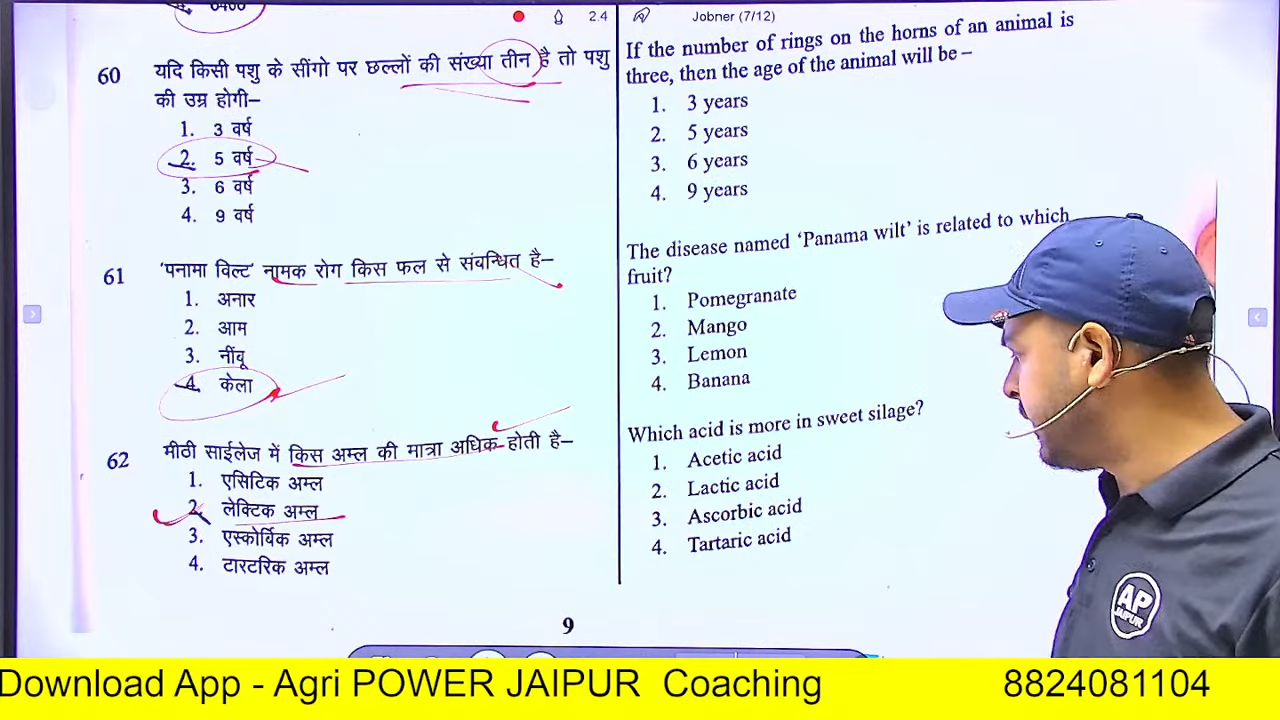 6400
2.4
Jobner (7/12)
60 यदि किसी पशु के सींगो पर छल्लों की संख्या तीन है तो पशु
की उम्र होगी–
1. 3 वर्ष
2. 5 वर्ष
3. 6 वर्ष
4. 9 वर्ष
61 'पनामा विल्ट' नामक रोग किस फल से संबन्धित है–
1. अनार
2. आम
3. नींबू
4. केला
62 मीठी साईलेज में किस अम्ल की मात्रा अधिक होती है–
1. एसिटिक अम्ल
2. लेक्टिक अम्ल
3. एस्कोर्बिक अम्ल
4. टारटरिक अम्ल
If the number of rings on the horns of an animal is
three, then the age of the animal will be –
1. 3 years
2. 5 years
3. 6 years
4. 9 years
The disease named ‘Panama wilt’ is related to which
fruit?
1. Pomegranate
2. Mango
3. Lemon
4. Banana
Which acid is more in sweet silage?
1. Acetic acid
2. Lactic acid
3. Ascorbic acid
4. Tartaric acid
9
AP
JAIPUR
Download App - Agri POWER JAIPUR Coaching 8824081104